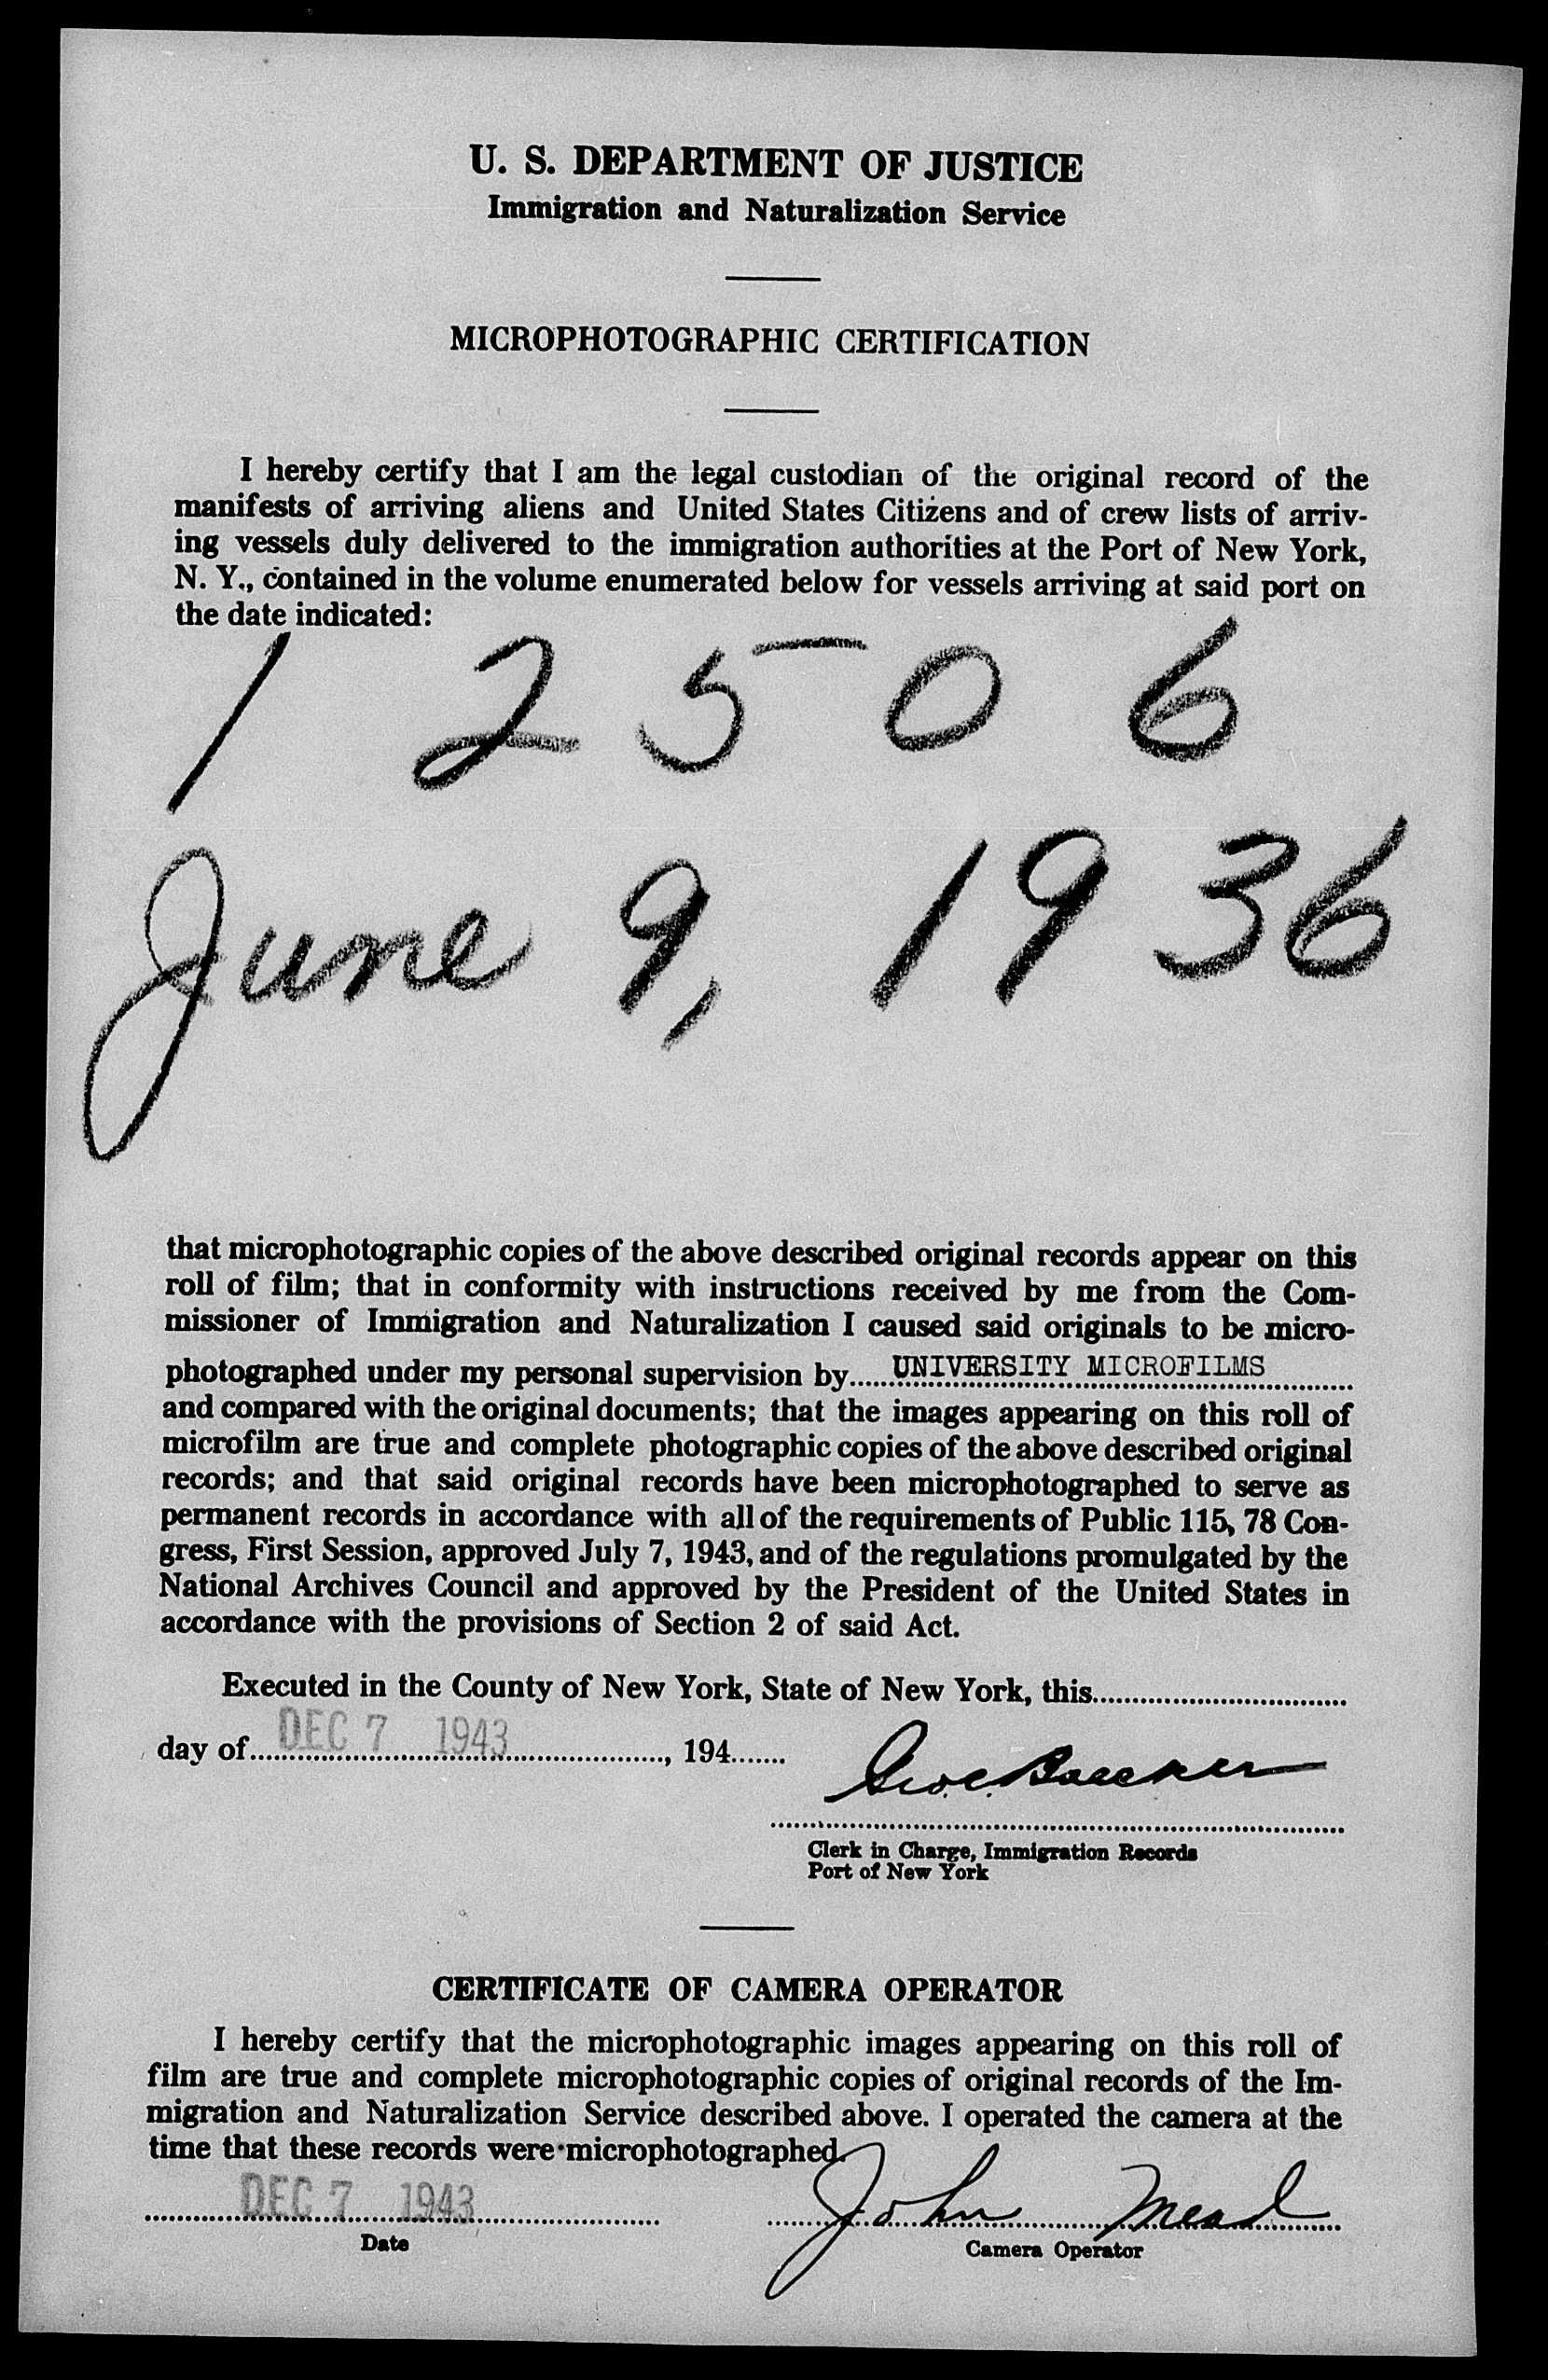 U. S. DEPARTMENT OF JUSTICE
Immigration and Naturalization Service
MICROPHOTOGRAPHIC CERTIFICATION
I hereby certify that I am the legal custodian of the original record of the
manifests of arriving aliens and United States Citizens and of crew lists of arriv-
ing vessels duly delivered to the immigration authorities at the Port of New York,
N. Y., contained in the volume enumerated below for vessels arriving at said port on
the date indicated:
1 2 5 0 6
June 9, 1936
that microphotographic copies of the above described original records appear on this
roll of film; that in conformity with instructions received by me from the Com-
missioner of Immigration and Naturalization I caused said originals to be micro-
photographed under my personal supervision by......UNIVERSITY MICROFILMS
and compared with the original documents; that the images appearing on this roll of
microfilm are true and complete photographic copies of the above described original
records; and that said original records have been microphotographed to serve as
permanent records in accordance with all of the requirements of Public 115, 78 Con-
gress, First Session, approved July 7, 1943, and of the regulations promulgated by the
National Archives Council and approved by the President of the United States in
accordance with the provisions of Section 2 of said Act.
Executed in the County of New York, State of New York, this
day of DEC 7 1943, 194
Clerk in Charge, Immigration Records
Port of New York
CERTIFICATE OF CAMERA OPERATOR
I hereby certify that the microphotographic images appearing on this roll of
film are true and complete microphotographic copies of original records of the Im-
migration and Naturalization Service described above. I operated the camera at the
time that these records were microphotographed.
DEC 7 1943 John Mead
Date Camera Operator